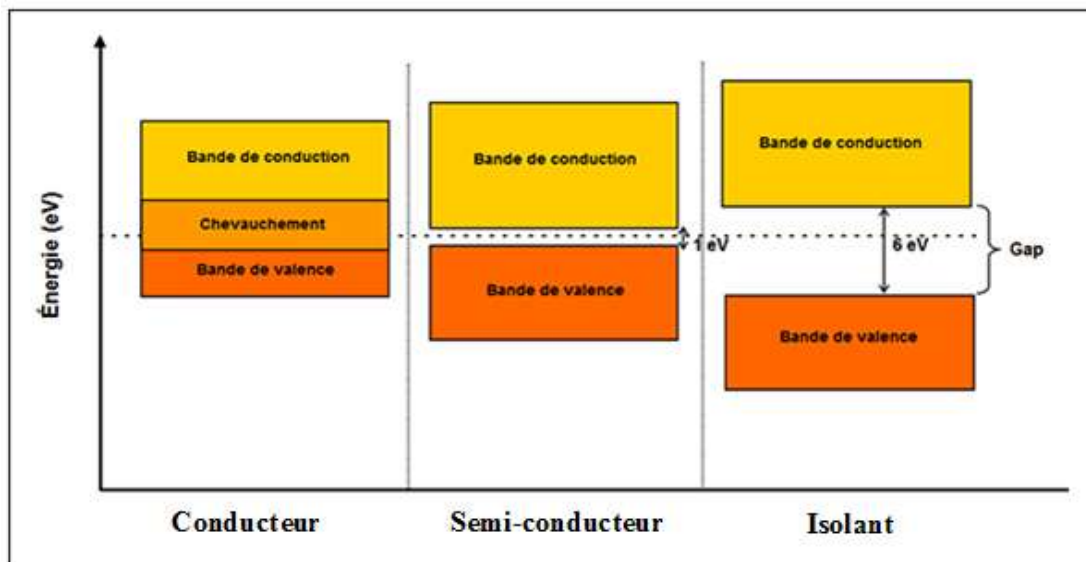 Énergie (eV)
Bande de conduction
Chevauchement
Bande de valence
Bande de conduction
1 eV
Bande de valence
Bande de conduction
6 eV
Gap
Bande de valence
Conducteur
Semi-conducteur
Isolant